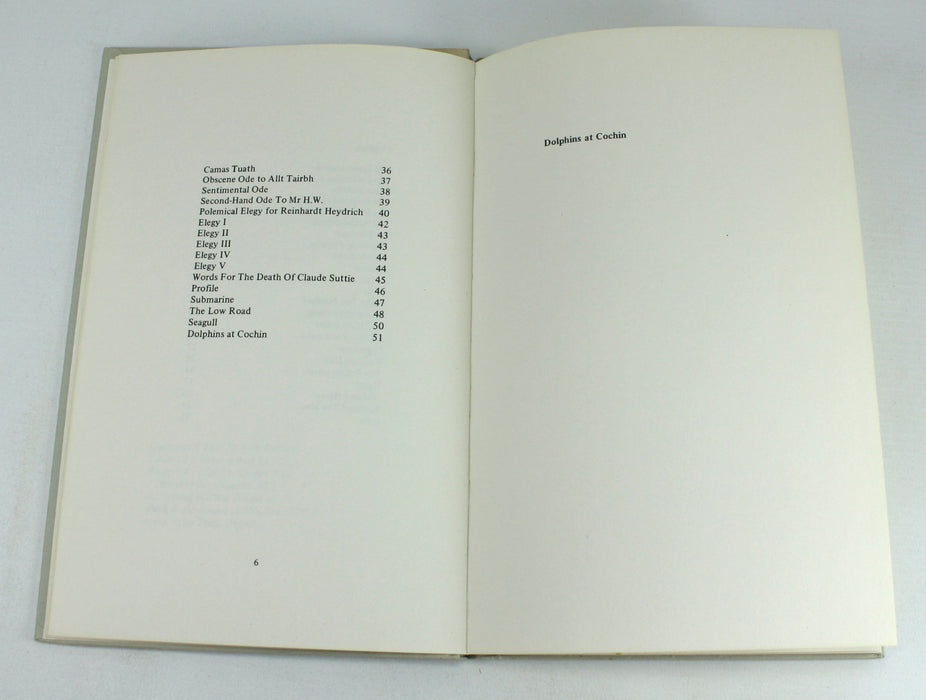 Camas Tuath 36
Obscene Ode to Allt Tairbh 37
Sentimental Ode 38
Second-Hand Ode To Mr H.W. 39
Polemical Elegy for Reinhardt Heydrich 40
Elegy I 42
Elegy II 43
Elegy III 43
Elegy IV 44
Elegy V 44
Words For The Death Of Claude Suttie 45
Profile 46
Submarine 47
The Low Road 48
Seagull 50
Dolphins at Cochin 51
6
Dolphins at Cochin